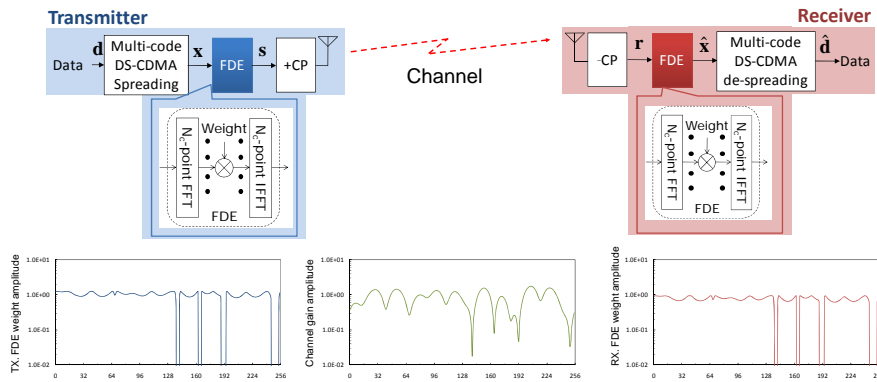 Transmitter
Receiver
d
Data
Multi-code
DS-CDMA
Spreading
x
FDE
s
+CP
Channel
-CP
r
FDE
x̂
Multi-code
DS-CDMA
de-spreading
d̂
Data
Nc-point FFT
Weight
Nc-point IFFT
FDE
Nc-point FFT
Weight
Nc-point IFFT
FDE
TX. FDE weight amplitude
1.0E+01
1.0E+00
1.0E-01
1.0E-02
0 32 64 96 128 160 192 224 256
Channel gain amplitude
1.0E+01
1.0E+00
1.0E-01
1.0E-02
0 32 64 96 128 160 192 224 256
RX. FDE weight amplitude
1.0E+01
1.0E+00
1.0E-01
1.0E-02
0 32 64 96 128 160 192 224